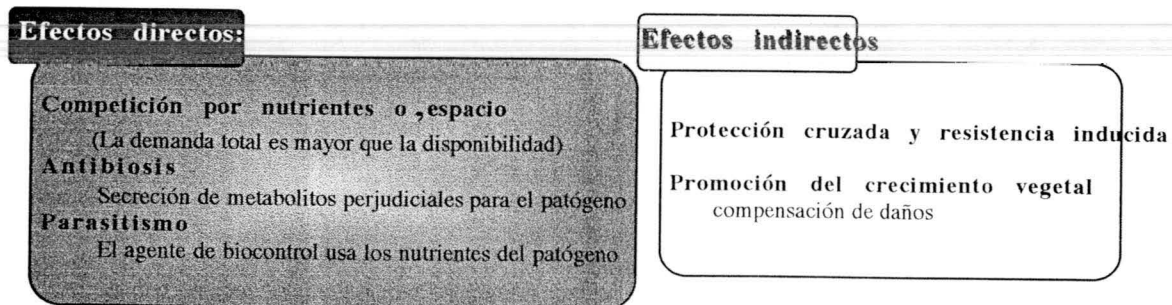 Efectos directos:
Competición por nutrientes o ,espacio
(La demanda total es mayor que la disponibilidad)
Antibiosis
Secreción de metabolitos perjudiciales para el patógeno
Parasitismo
El agente de biocontrol usa los nutrientes del patógeno
Efectos indirectos
Protección cruzada y resistencia inducida
Promoción del crecimiento vegetal
compensación de daños